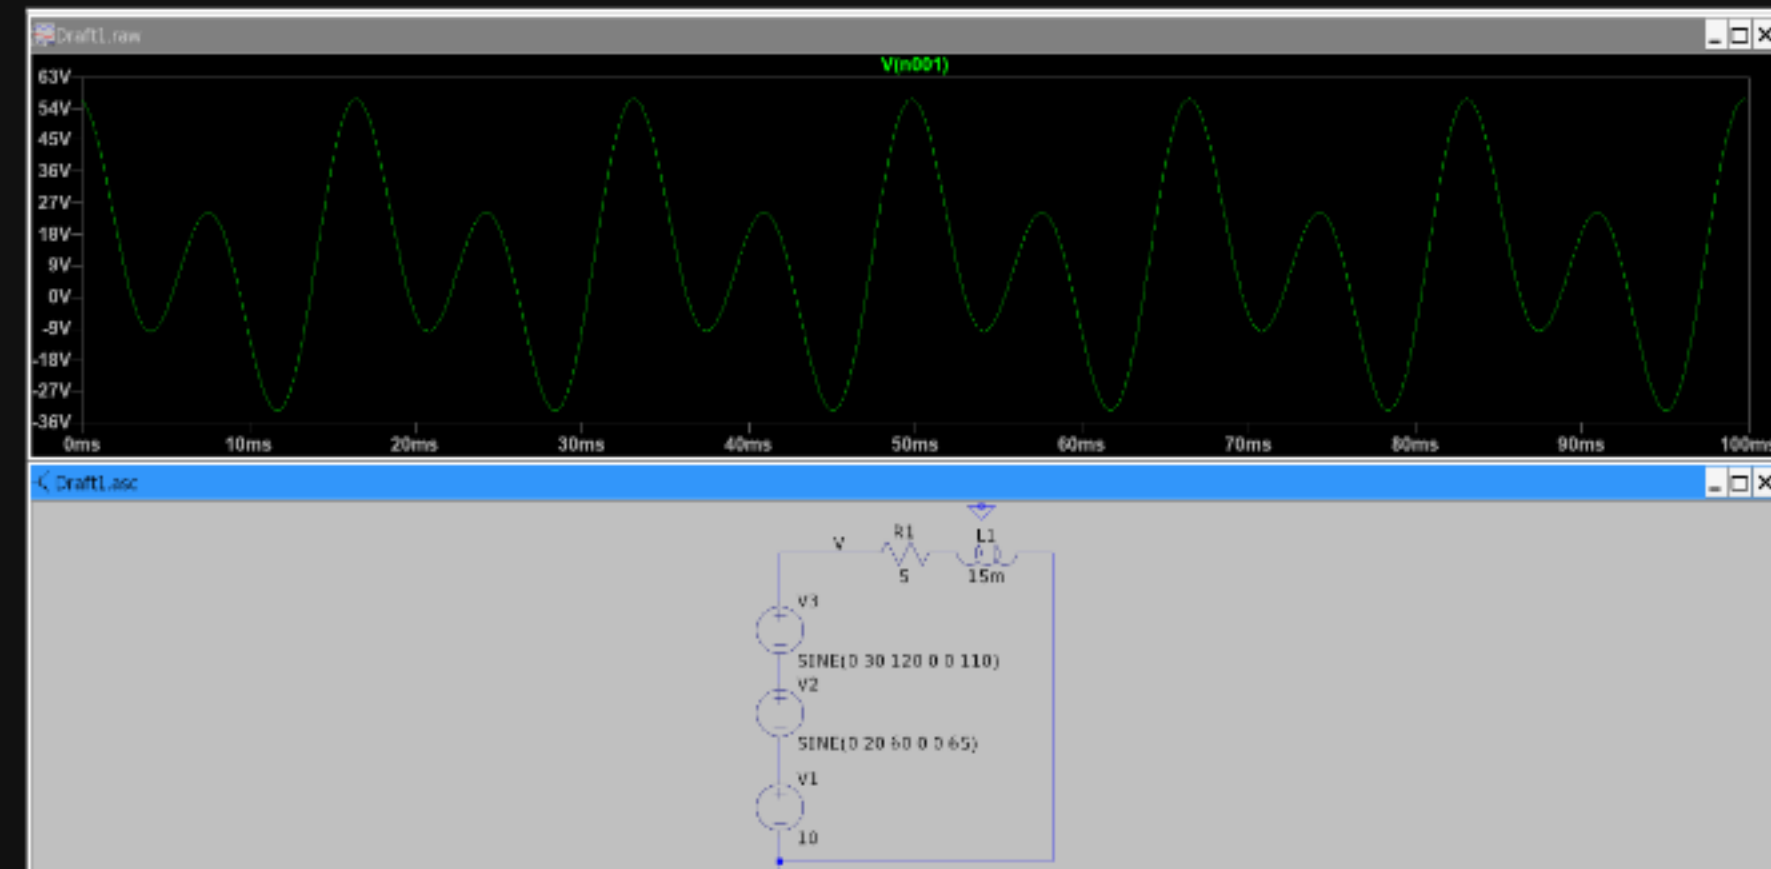 Draft1.raw
V(n001)
63V
54V
45V
36V
27V
18V
9V
0V
-9V
-18V
-27V
-36V
0ms 10ms 20ms 30ms 40ms 50ms 60ms 70ms 80ms 90ms 100ms
Draft1.asc
V R1 L1
5 15m
V3
SINE(0 30 120 0 0 110)
V2
SINE(0 20 60 0 0 65)
V1
10